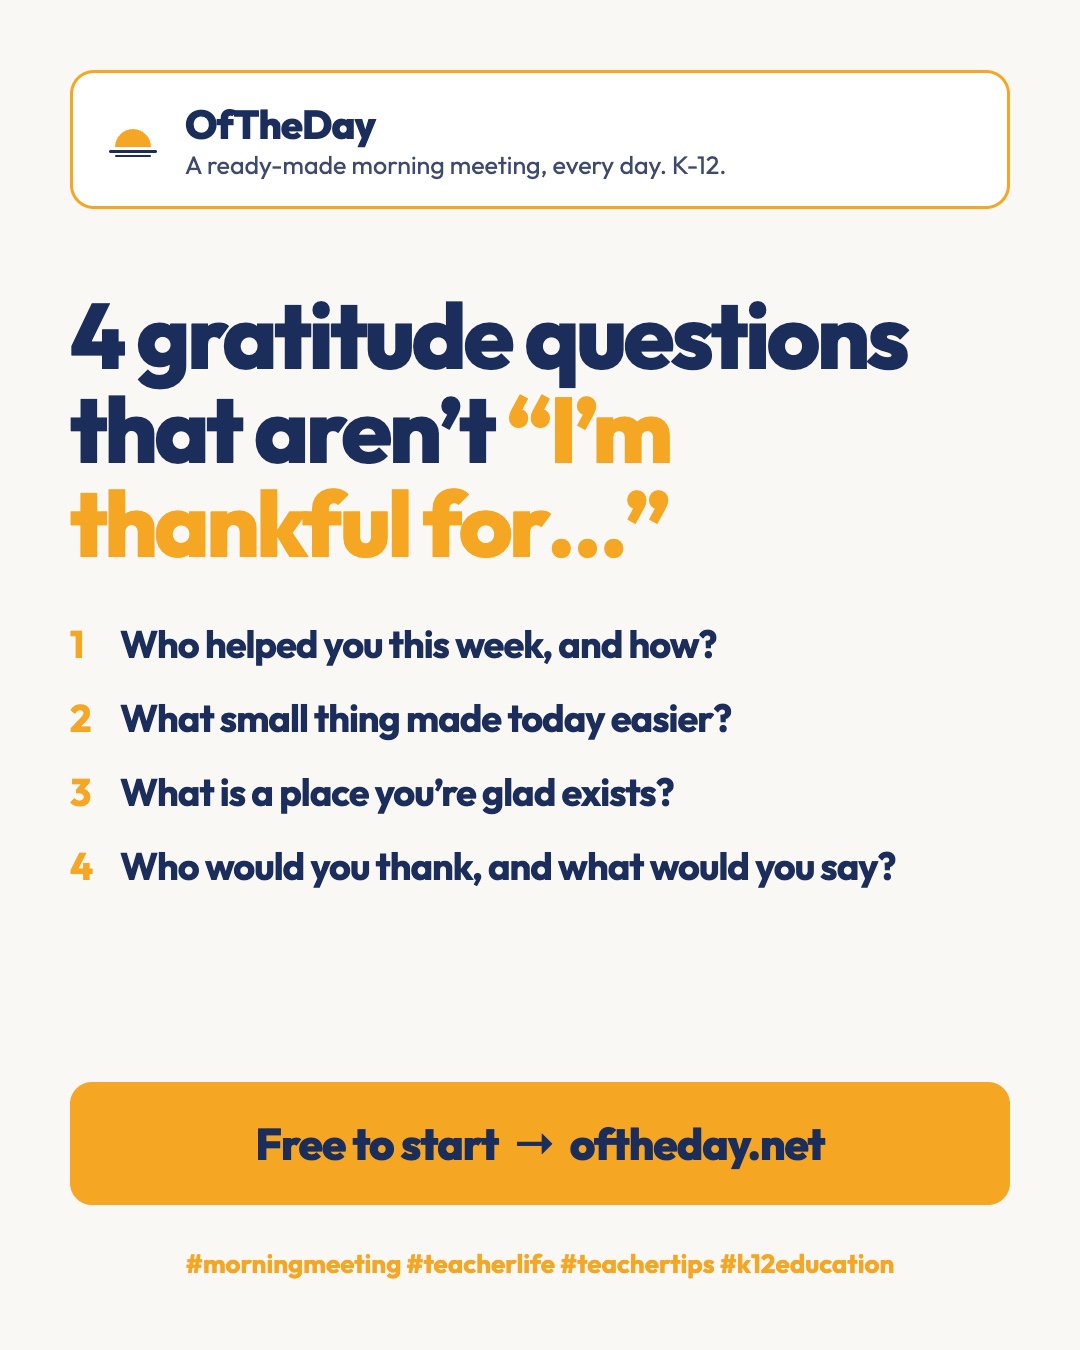 OfTheDay
A ready-made morning meeting, every day. K-12.
4 gratitude questions
that aren’t “I’m
thankful for…”
1 Who helped you this week, and how?
2 What small thing made today easier?
3 What is a place you’re glad exists?
4 Who would you thank, and what would you say?
Free to start → oftheday.net
#morningmeeting #teacherlife #teachertips #k12education